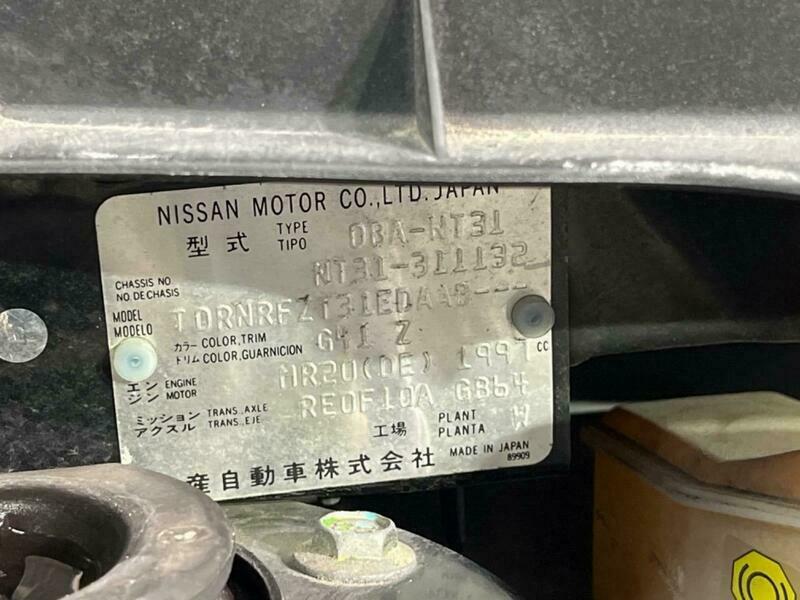 NISSAN MOTOR CO.,LTD. JAPAN
型式 TYPE TIPO DBA-NT31
CHASSIS NO. NO DE CHASIS NT31-311132
MODEL MODELO TDRNRFZT31EDAAB---
カラー COLOR,TRIM トリム COLOR,GUARNICION G41 Z
エンジン ENGINE MOTOR MR20(DE) 1997 CC
ミッション アクスル TRANS.,AXLE TRANS.,EJE RE0F10A GB64
工場 PLANT PLANTA W
産自動車株式会社 MADE IN JAPAN
89909